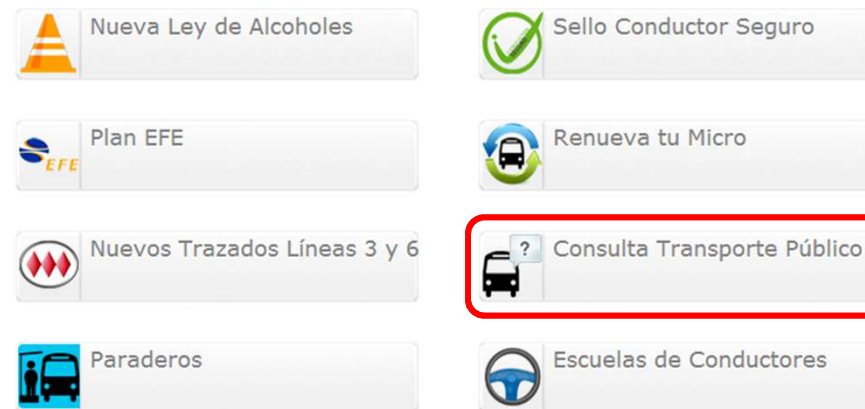 Nueva Ley de Alcoholes
Sello Conductor Seguro
EFE
Plan EFE
Renueva tu Micro
Nuevos Trazados Líneas 3 y 6
?
Consulta Transporte Público
Paraderos
Escuelas de Conductores